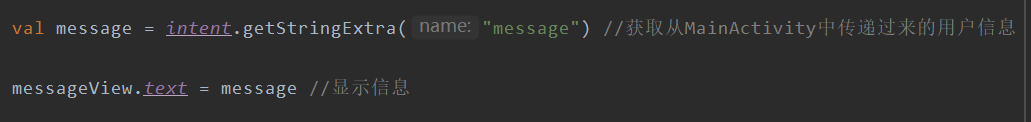 val message = intent.getStringExtra( name: "message") //获取从MainActivity中传递过来的用户信息
messageView.text = message //显示信息